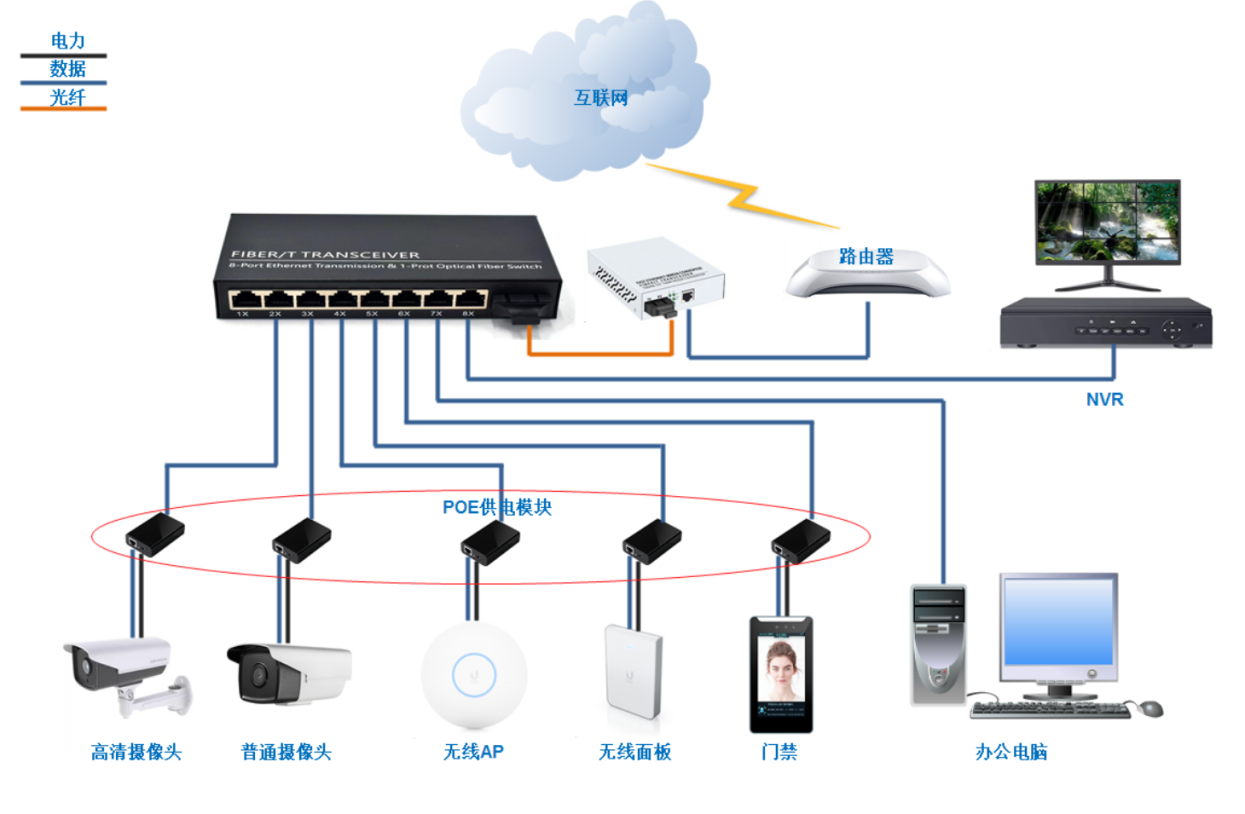 电力
数据
光纤
互联网
路由器
FIBER/T TRANSCEIVER
8-Port Ethernet Transmission & 1-Prot Optical Fiber Switch
1X 2X 3X 4X 5X 6X 7X 8X
NVR
POE供电模块
高清摄像头
普通摄像头
无线AP
无线面板
门禁
办公电脑